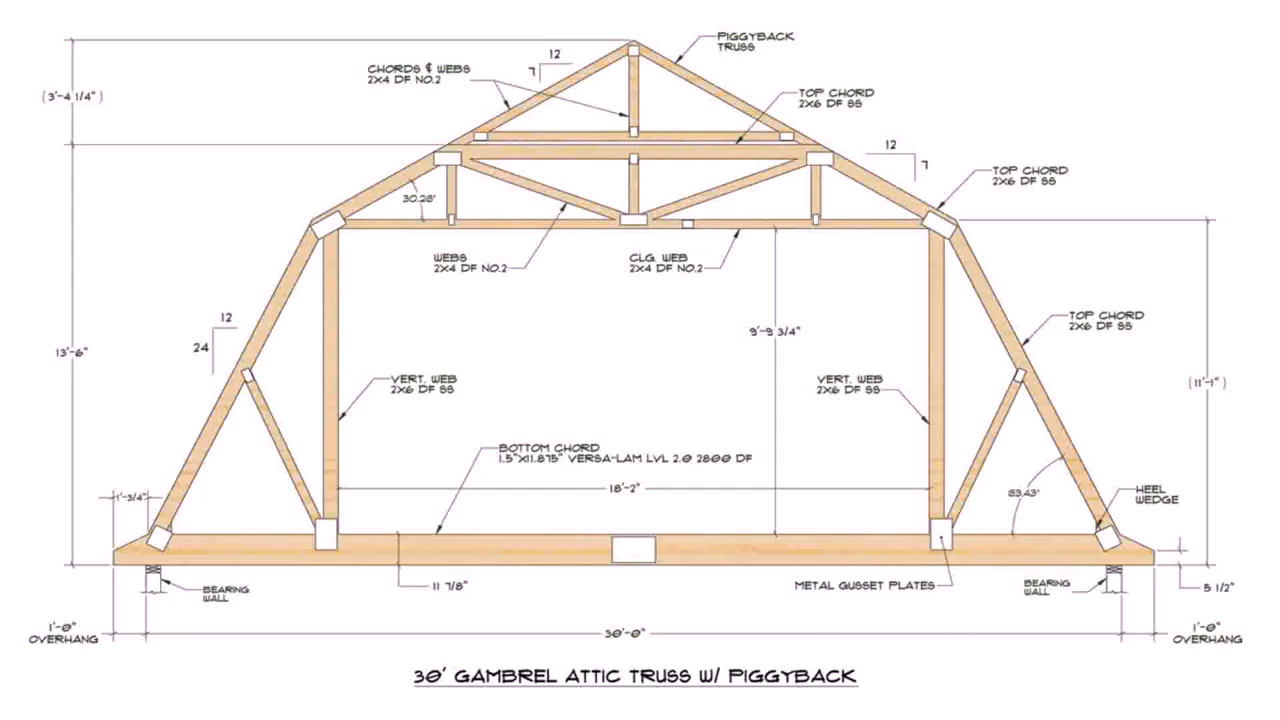 PIGGYBACK
TRUSS
12
7
CHORDS & WEBS
2X4 DF NO.2
(3'-4 1/4")
TOP CHORD
2X6 DF SS
12
7
TOP CHORD
2X6 DF SS
30.26°
WEBS
2X4 DF NO.2
CLG. WEB
2X4 DF NO.2
12
24
9'-9 3/4"
TOP CHORD
2X6 DF SS
13'-6"
VERT. WEB
2X6 DF SS
VERT. WEB
2X6 DF SS
(11'-1")
BOTTOM CHORD
1.5"X11.875" VERSA-LAM LVL 2.0 2800 DF
1'-3/4"
18'-2"
63.43°
HEEL
WEDGE
BEARING
WALL
11 7/8"
METAL GUSSET PLATES
BEARING
WALL
5 1/2"
1'-0"
OVERHANG
30'-0"
1'-0"
OVERHANG
30' GAMBREL ATTIC TRUSS W/ PIGGYBACK